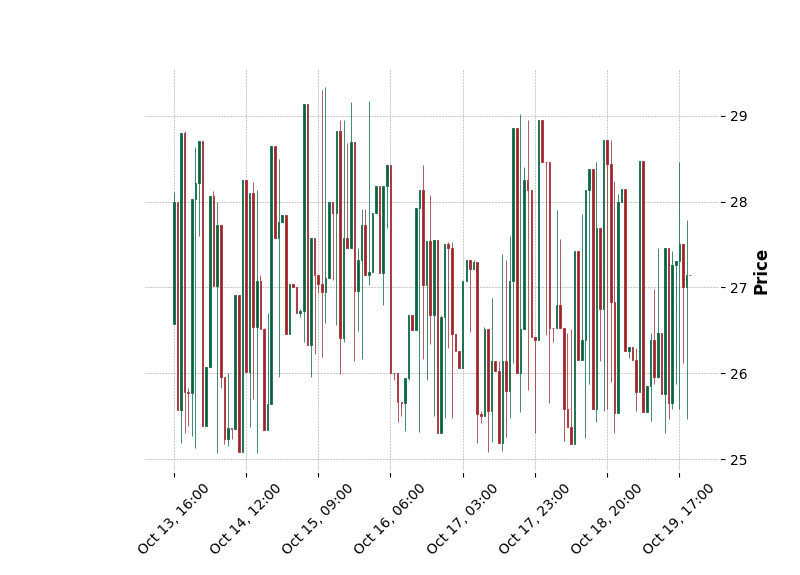 29
28
27
26
25
Price
Oct 13, 16:00
Oct 14, 12:00
Oct 15, 09:00
Oct 16, 06:00
Oct 17, 03:00
Oct 17, 23:00
Oct 18, 20:00
Oct 19, 17:00